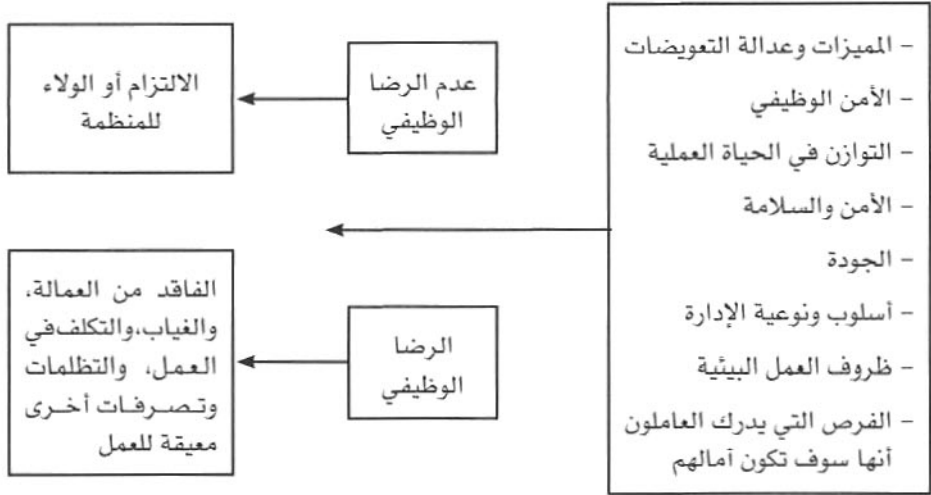 - المميزات وعدالة التعويضات
- الأمن الوظيفي
- التوازن في الحياة العملية
- الأمن والسلامة
- الجودة
- أسلوب ونوعية الإدارة
- ظروف العمل البيئية
- الفرص التي يدرك العاملون
أنها سوف تكون آمالهم
عدم الرضا
الوظيفي
الالتزام أو الولاء
للمنظمة
الرضا
الوظيفي
الفاقد من العمالة،
والغياب،والتكلففي
العمل، والتظلمات
وتصرفات أخرى
معيقة للعمل